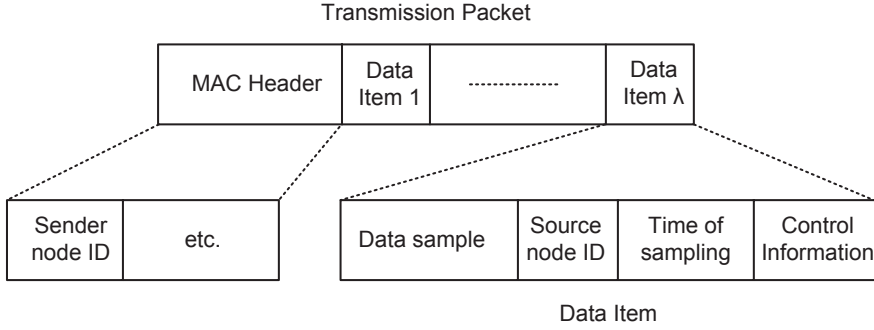 Transmission Packet
MAC Header
Data
Item 1
Data
Item λ
Sender
node ID
etc.
Data sample
Source
node ID
Time of
sampling
Control
Information
Data Item